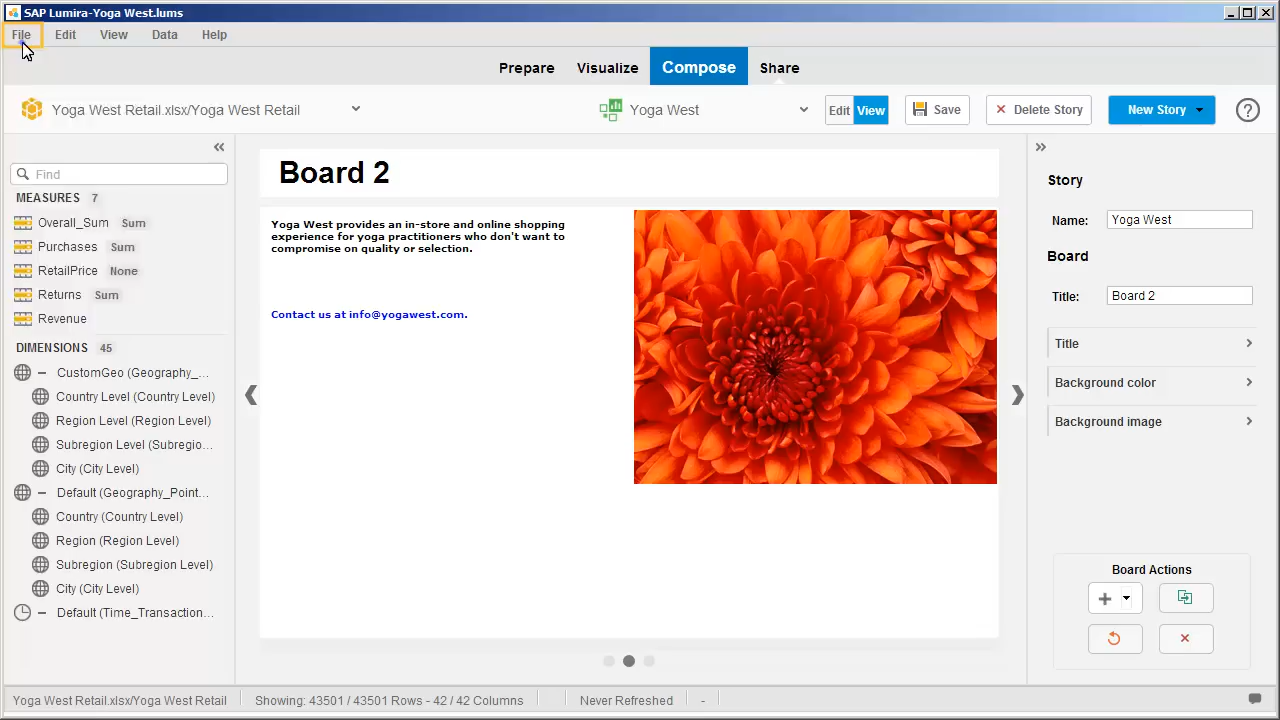 SAP Lumira-Yoga West.lums
File Edit View Data Help
Prepare Visualize Compose Share
Yoga West Retail.xlsx/Yoga West Retail
Yoga West
Edit View
Save
Delete Story
New Story
?
Find
MEASURES 7
Overall_Sum Sum
Purchases Sum
RetailPrice None
Returns Sum
Revenue
DIMENSIONS 45
CustomGeo (Geography_...
Country Level (Country Level)
Region Level (Region Level)
Subregion Level (Subregio...
City (City Level)
Default (Geography_Point...
Country (Country Level)
Region (Region Level)
Subregion (Subregion Level)
City (City Level)
Default (Time_Transaction...
Board 2
Yoga West provides an in-store and online shopping
experience for yoga practitioners who don't want to
compromise on quality or selection.
Contact us at info@yogawest.com.
Story
Name: Yoga West
Board
Title: Board 2
Title
Background color
Background image
Board Actions
Yoga West Retail.xlsx/Yoga West Retail
Showing: 43501 / 43501 Rows - 42 / 42 Columns
Never Refreshed
-